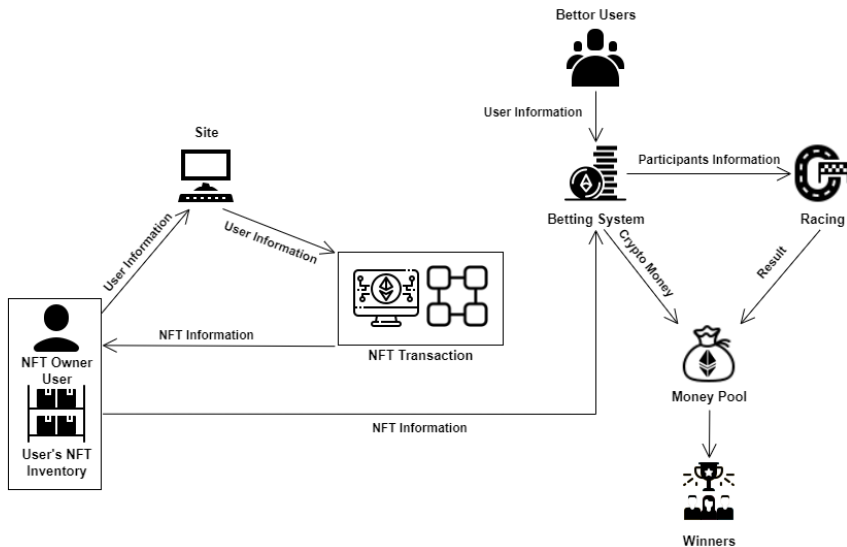 Bettor Users
User Information
Site
Participants Information
Betting System
Racing
User Information
User Information
Crypto Money
Result
NFT Information
NFT Transaction
NFT Owner
User
Money Pool
NFT Information
User's NFT
Inventory
Winners